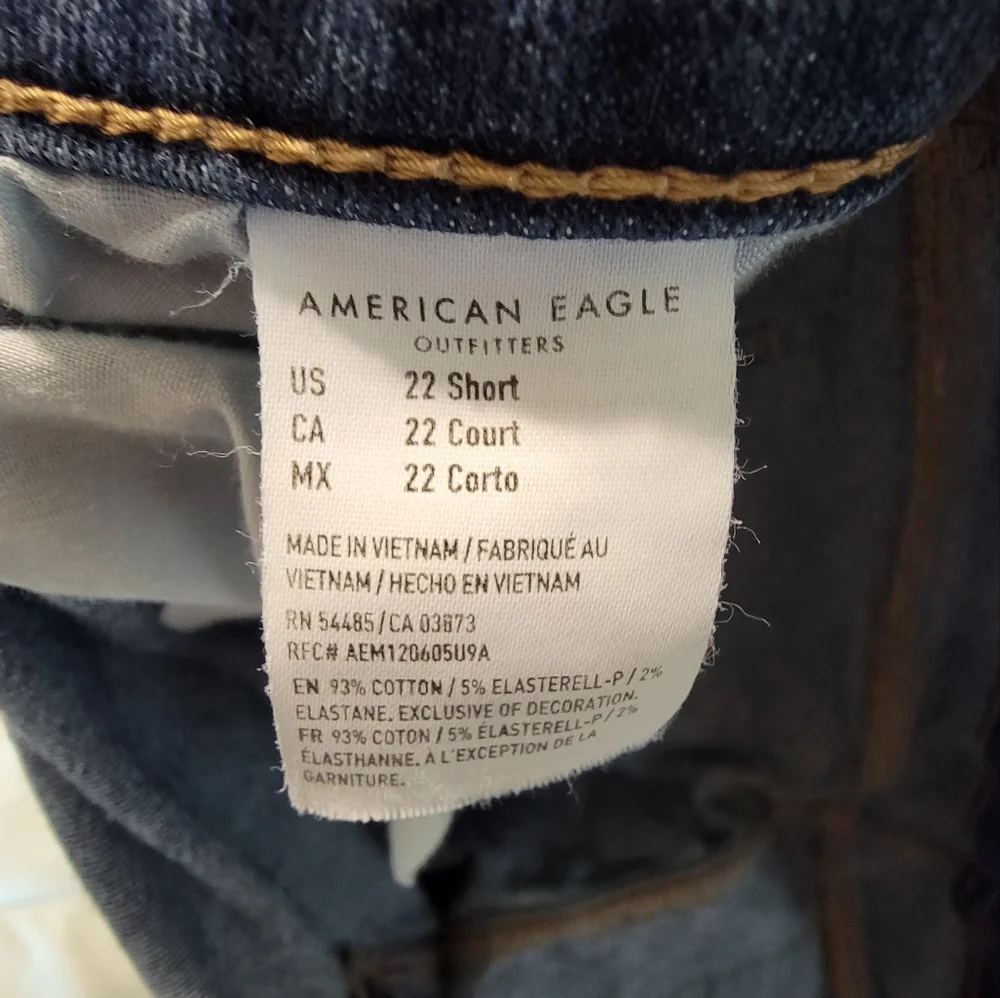 AMERICAN EAGLE
OUTFITTERS
US 22 Short
CA 22 Court
MX 22 Corto
MADE IN VIETNAM / FABRIQUÉ AU
VIETNAM / HECHO EN VIETNAM
RN 54485 / CA 03873
RFC# AEM120605U9A
EN 93% COTTON / 5% ELASTERELL-P / 2%
ELASTANE. EXCLUSIVE OF DECORATION.
FR 93% COTON / 5% ÉLASTERELL-P / 2%
ÉLASTHANNE. À L'EXCEPTION DE LA
GARNITURE.